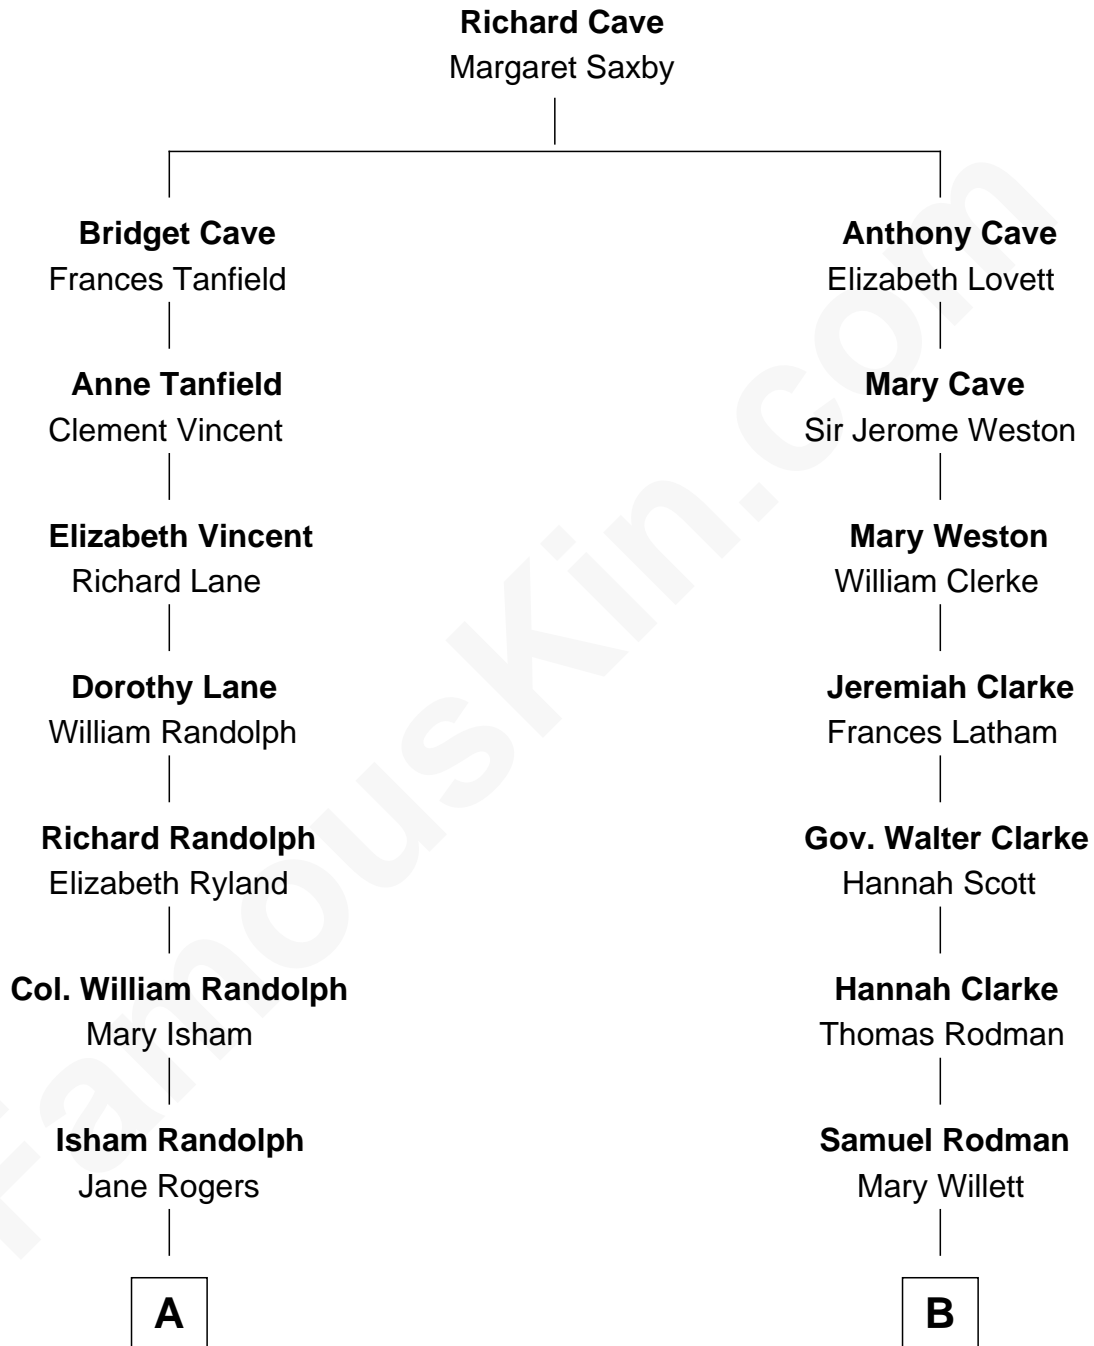 Richard Cave
Margaret Saxby
Bridget Cave
Frances Tanfield
Anthony Cave
Elizabeth Lovett
Anne Tanfield
Clement Vincent
Mary Cave
Sir Jerome Weston
Elizabeth Vincent
Richard Lane
Mary Weston
William Clerke
Dorothy Lane
William Randolph
Jeremiah Clarke
Frances Latham
Richard Randolph
Elizabeth Ryland
Gov. Walter Clarke
Hannah Scott
Col. William Randolph
Mary Isham
Hannah Clarke
Thomas Rodman
Isham Randolph
Jane Rogers
Samuel Rodman
Mary Willett
A
B
FamousKin.com